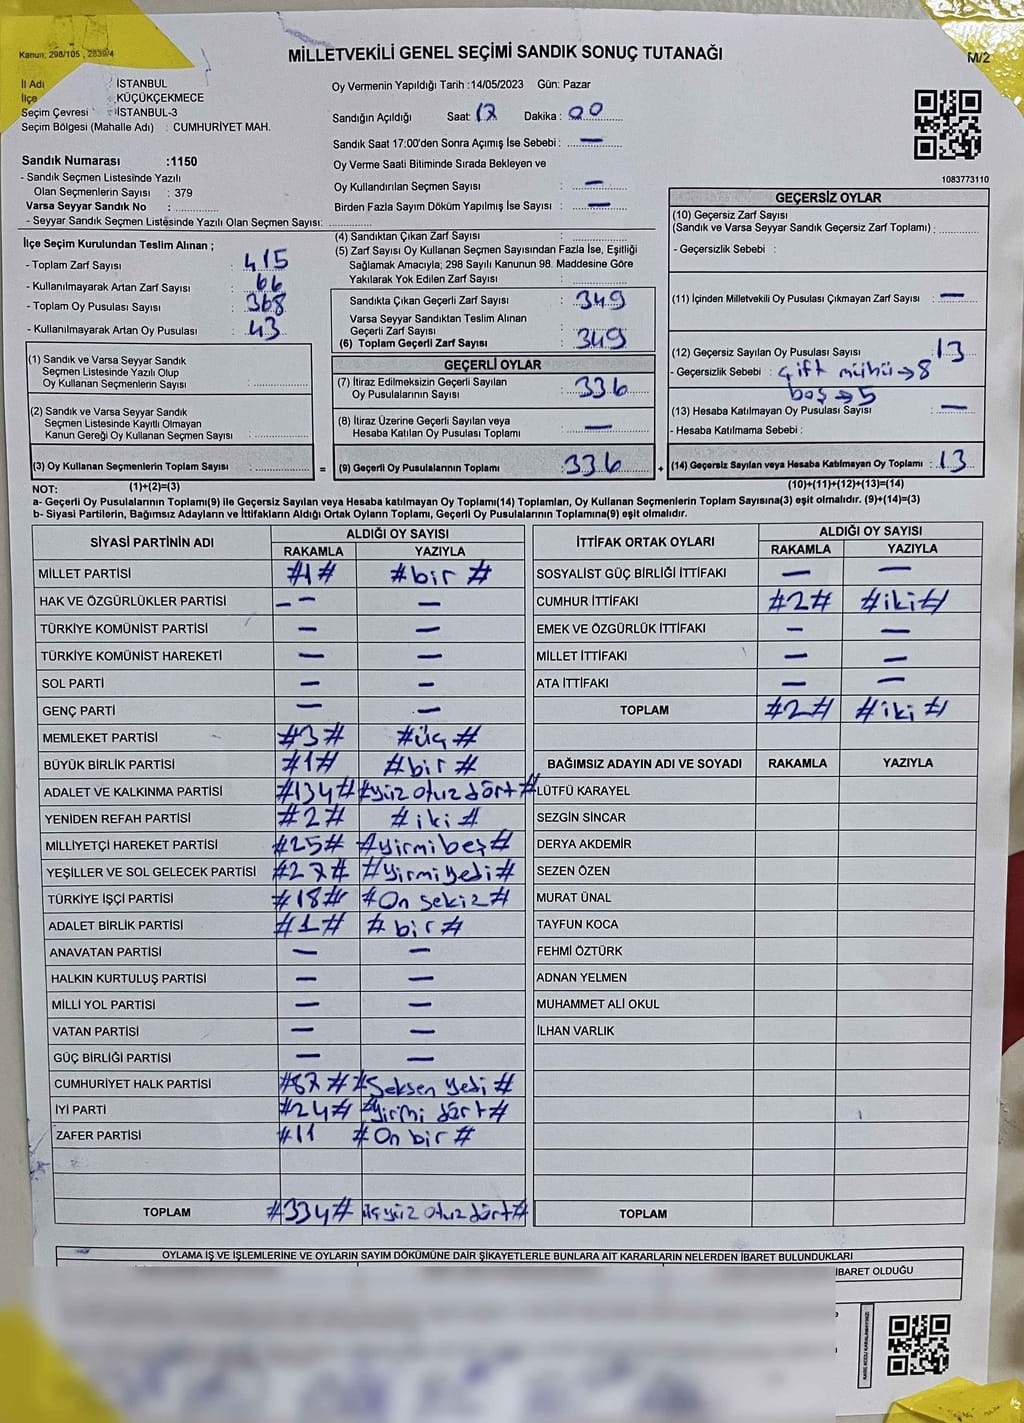 Kanun: 298/105 , 2839/4
MİLLETVEKİLİ GENEL SEÇİMİ SANDIK SONUÇ TUTANAĞI
M/2
İl Adı : İSTANBUL
İlçe : KÜÇÜKÇEKMECE
Seçim Çevresi : İSTANBUL-3
Seçim Bölgesi (Mahalle Adı) : CUMHURİYET MAH.
Oy Vermenin Yapıldığı Tarih :14/05/2023 Gün: Pazar
Sandığın Açıldığı Saat: 17 Dakika : 00
Sandık Saat 17:00'den Sonra Açımış İse Sebebi : —
Oy Verme Saati Bitiminde Sırada Bekleyen ve
Oy Kullandırılan Seçmen Sayısı : —
Birden Fazla Sayım Döküm Yapılmış İse Sayısı : —
1083773110
Sandık Numarası :1150
- Sandık Seçmen Listesinde Yazılı
Olan Seçmenlerin Sayısı : 379
Varsa Seyyar Sandık No :
- Seyyar Sandık Seçmen Listesinde Yazılı Olan Seçmen Sayısı:
İlçe Seçim Kurulundan Teslim Alınan ;
- Toplam Zarf Sayısı : 415
- Kullanılmayarak Artan Zarf Sayısı : 66
- Toplam Oy Pusulası Sayısı : 368
- Kullanılmayarak Artan Oy Pusulası : 43
(1) Sandık ve Varsa Seyyar Sandık
Seçmen Listesinde Yazılı Olup
Oy Kullanan Seçmenlerin Sayısı :
(2) Sandık ve Varsa Seyyar Sandık
Seçmen Listesinde Kayıtlı Olmayan
Kanun Gereği Oy Kullanan Seçmen Sayısı :
(3) Oy Kullanan Seçmenlerin Toplam Sayısı :
(4) Sandıktan Çıkan Zarf Sayısı :
(5) Zarf Sayısı Oy Kullanan Seçmen Sayısından Fazla İse, Eşitliği
Sağlamak Amacıyla; 298 Sayılı Kanunun 98. Maddesine Göre
Yakılarak Yok Edilen Zarf Sayısı :
Sandıkta Çıkan Geçerli Zarf Sayısı : 349
Varsa Seyyar Sandıktan Teslim Alınan
Geçerli Zarf Sayısı :
(6) Toplam Geçerli Zarf Sayısı : 349
GEÇERLİ OYLAR
(7) İtiraz Edilmeksizin Geçerli Sayılan
Oy Pusulalarının Sayısı : 336
(8) İtiraz Üzerine Geçerli Sayılan veya
Hesaba Katılan Oy Pusulası Toplamı : —
= (9) Geçerli Oy Pusulalarının Toplamı : 336 +
GEÇERSİZ OYLAR
(10) Geçersiz Zarf Sayısı
(Sandık ve Varsa Seyyar Sandık Geçersiz Zarf Toplamı) :
- Geçersizlik Sebebi :
(11) İçinden Milletvekili Oy Pusulası Çıkmayan Zarf Sayısı : —
(12) Geçersiz Sayılan Oy Pusulası Sayısı : 13
- Geçersizlik Sebebi : çift mühü→8
boş→5
(13) Hesaba Katılmayan Oy Pusulası Sayısı : —
- Hesaba Katılmama Sebebi :
(14) Geçersiz Sayılan veya Hesaba Katılmayan Oy Toplamı : 13
NOT: (1)+(2)=(3)
(10)+(11)+(12)+(13)=(14)
a- Geçerli Oy Pusulalarının Toplamı(9) ile Geçersiz Sayılan veya Hesaba katılmayan Oy Toplamı(14) Toplamları, Oy Kullanan Seçmenlerin Toplam Sayısına(3) eşit olmalıdır. (9)+(14)=(3)
b- Siyasi Partilerin, Bağımsız Adayların ve İttifakların Aldığı Ortak Oyların Toplamı, Geçerli Oy Pusulalarının Toplamına(9) eşit olmalıdır.
SİYASİ PARTİNİN ADI ALDIĞI OY SAYISI
RAKAMLA YAZIYLA
MİLLET PARTİSİ #1# #bir#
HAK VE ÖZGÜRLÜKLER PARTİSİ — — —
TÜRKİYE KOMÜNİST PARTİSİ — —
TÜRKİYE KOMÜNİST HAREKETİ — —
SOL PARTİ — —
GENÇ PARTİ — —
MEMLEKET PARTİSİ #3# #üç#
BÜYÜK BİRLİK PARTİSİ #1# #bir#
ADALET VE KALKINMA PARTİSİ #134# #yüz otuz dört#
YENİDEN REFAH PARTİSİ #2# #iki#
MİLLİYETÇİ HAREKET PARTİSİ #25# #yirmibeş#
YEŞİLLER VE SOL GELECEK PARTİSİ #27# #yirmiyedi#
TÜRKİYE İŞÇİ PARTİSİ #18# #On sekiz#
ADALET BİRLİK PARTİSİ #1# #bir#
ANAVATAN PARTİSİ — —
HALKIN KURTULUŞ PARTİSİ — —
MİLLİ YOL PARTİSİ — —
VATAN PARTİSİ — —
GÜÇ BİRLİĞİ PARTİSİ — —
CUMHURİYET HALK PARTİSİ #87# #Seksen yedi#
İYİ PARTİ #24# #Yirmi dört#
ZAFER PARTİSİ #11 #On bir#
TOPLAM #334# üçyüz otuz dört#
İTTİFAK ORTAK OYLARI ALDIĞI OY SAYISI
RAKAMLA YAZIYLA
SOSYALİST GÜÇ BİRLİĞİ İTTİFAKI — —
CUMHUR İTTİFAKI #2# #iki#
EMEK VE ÖZGÜRLÜK İTTİFAKI — —
MİLLET İTTİFAKI — —
ATA İTTİFAKI — —
TOPLAM #2# #iki#
BAĞIMSIZ ADAYIN ADI VE SOYADI RAKAMLA YAZIYLA
LÜTFÜ KARAYEL
SEZGİN SİNCAR
DERYA AKDEMİR
SEZEN ÖZEN
MURAT ÜNAL
TAYFUN KOCA
FEHMİ ÖZTÜRK
ADNAN YELMEN
MUHAMMET ALİ OKUL
İLHAN VARLIK
TOPLAM
OYLAMA İŞ VE İŞLEMLERİNE VE OYLARIN SAYIM DÖKÜMÜNE DAİR ŞİKAYETLERLE BUNLARA AİT KARARLARIN NELERDEN İBARET BULUNDUKLARI
İBARET OLDUĞU